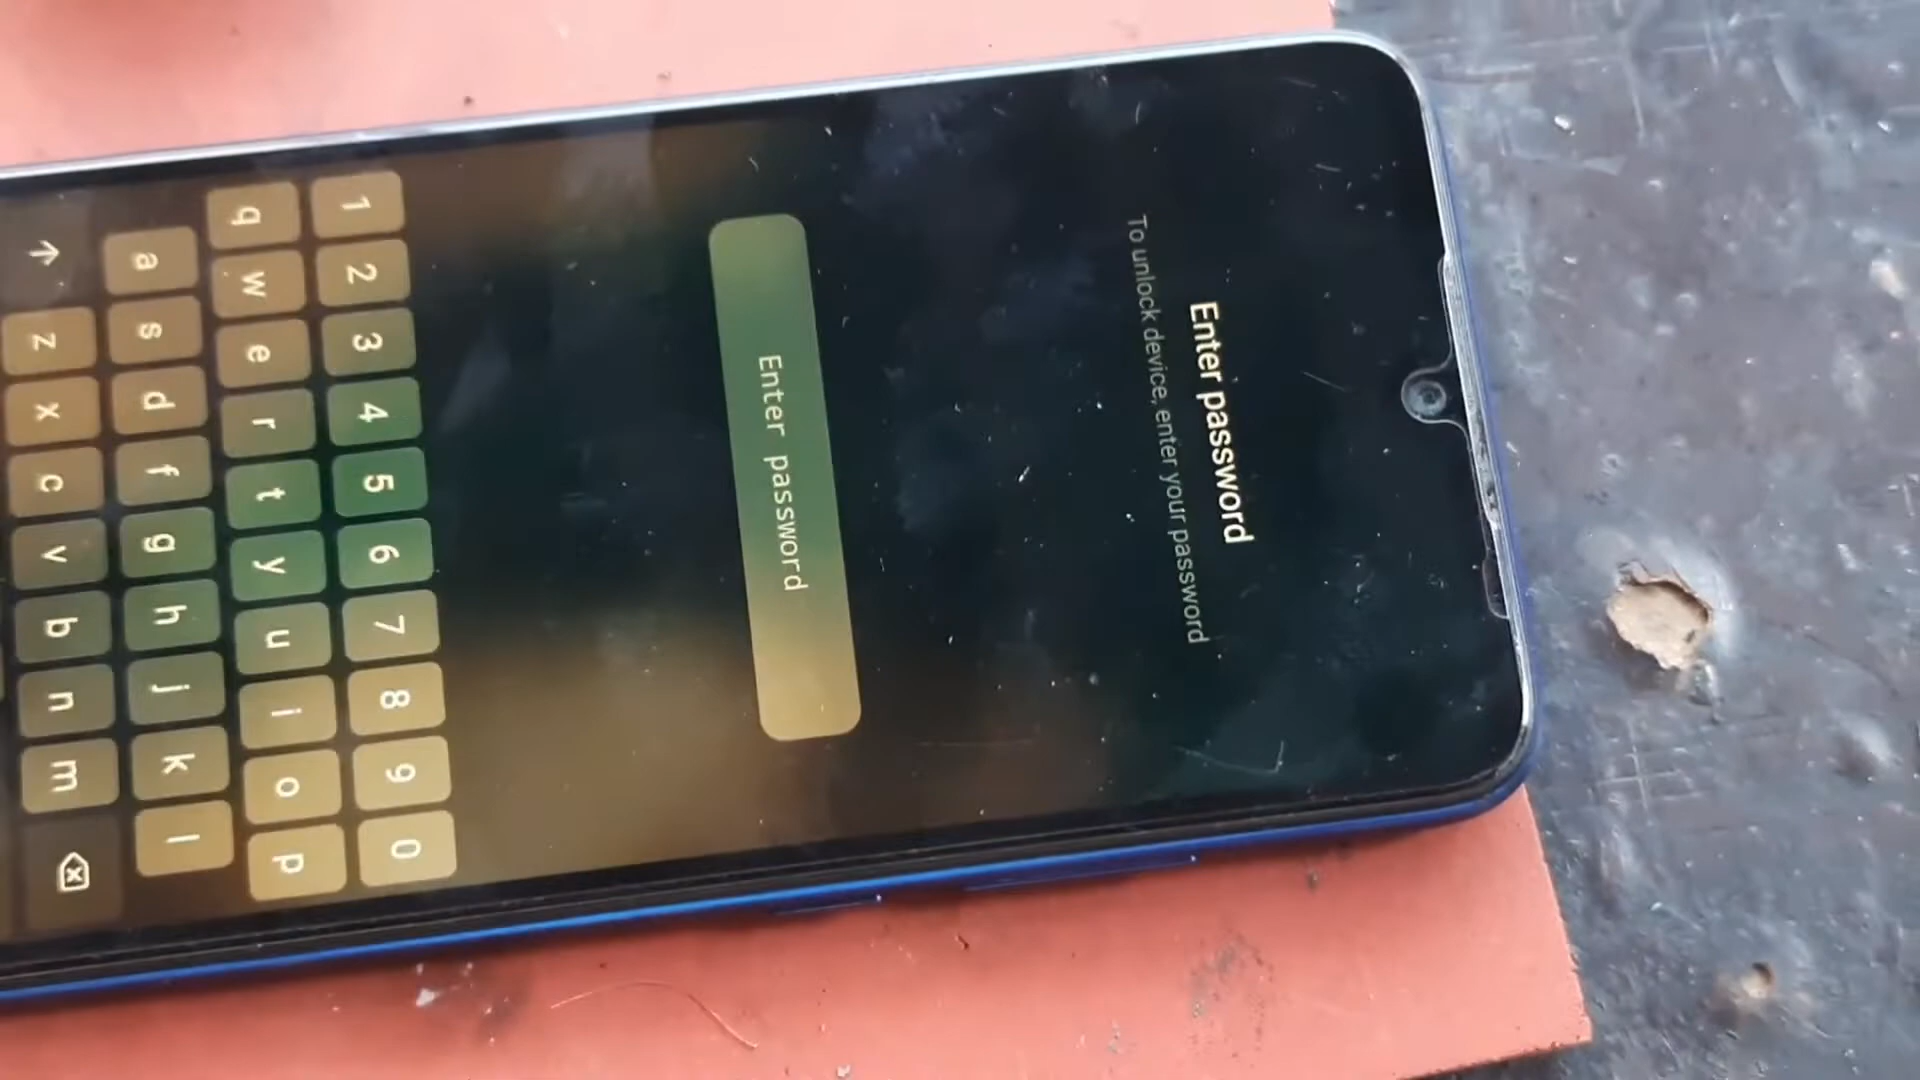 Enter password
To unlock device, enter your password
Enter password
1 2 3 4 5 6 7 8 9 0
q w e r t y u i o p
a s d f g h j k l
z x c v b n m